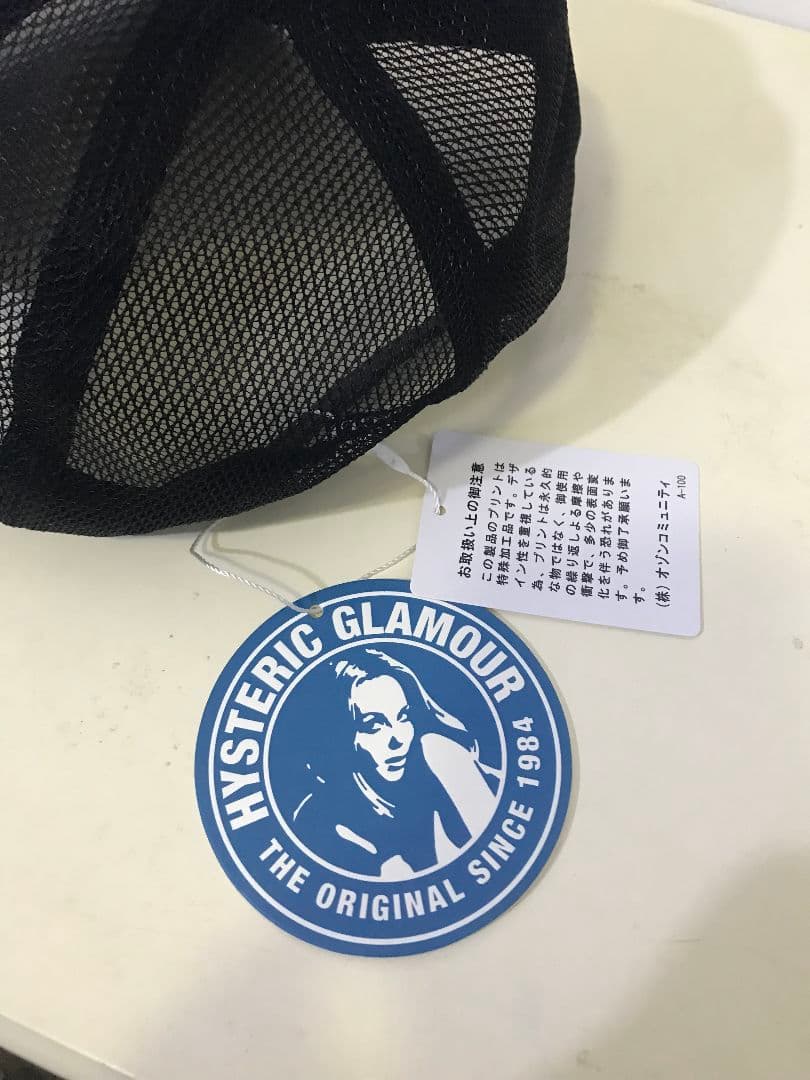 お取扱い上の御注意
この製品のプリントは
特殊加工品です。デザ
イン性を重視している
為、プリントは永久的
な物ではなく、御使用
の繰り返しよる摩擦や
衝撃で、多少の表面変
化を伴う恐れがありま
す。予め御了承願いま
す。
(株)オゾンコミュニティ
A-100
HYSTERIC GLAMOUR
THE ORIGINAL SINCE 1984